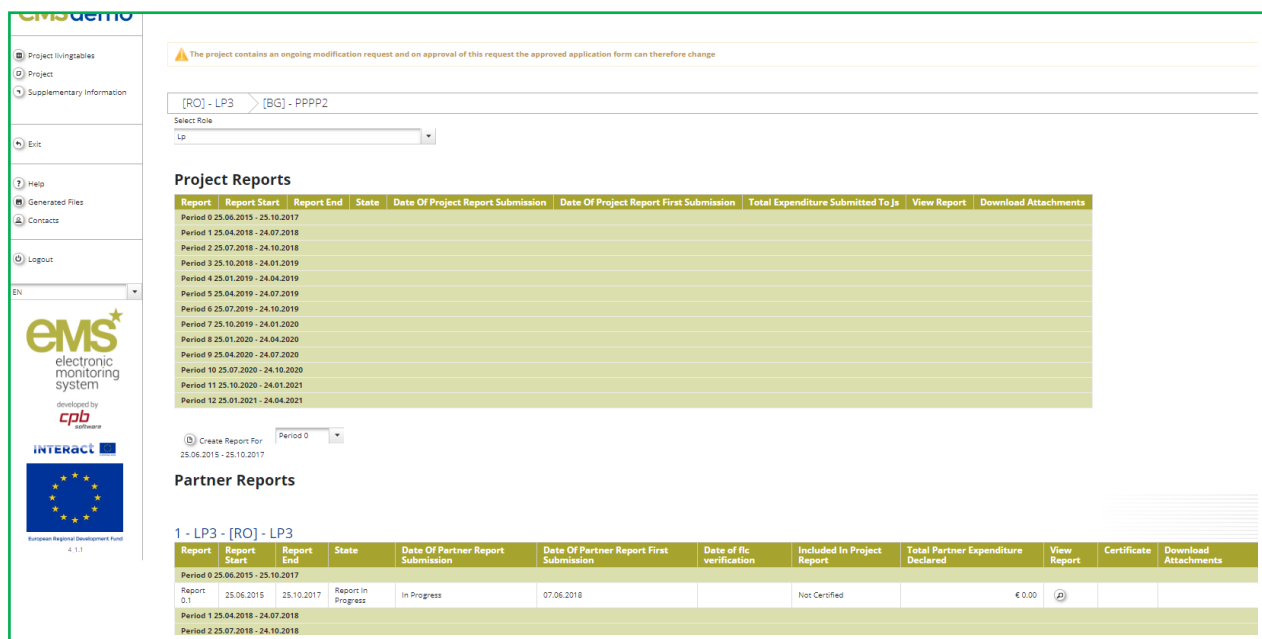 eMSdemo
Project livingtables
Project
Supplementary Information
Exit
Help
Generated Files
Contacts
Logout
EN
eMS
electronic
monitoring
system
developed by
cpb
software
INTERACT
European Regional Development Fund
4_1.1
The project contains an ongoing modification request and on approval of this request the approved application form can therefore change
[RO] - LP3 [BG] - PPPP2
Select Role
Lp
Project Reports
Report Report Start Report End State Date Of Project Report Submission Date Of Project Report First Submission Total Expenditure Submitted To Js View Report Download Attachments
Period 0 25.06.2015 - 25.10.2017
Period 1 25.04.2018 - 24.07.2018
Period 2 25.07.2018 - 24.10.2018
Period 3 25.10.2018 - 24.01.2019
Period 4 25.01.2019 - 24.04.2019
Period 5 25.04.2019 - 24.07.2019
Period 6 25.07.2019 - 24.10.2019
Period 7 25.10.2019 - 24.01.2020
Period 8 25.01.2020 - 24.04.2020
Period 9 25.04.2020 - 24.07.2020
Period 10 25.07.2020 - 24.10.2020
Period 11 25.10.2020 - 24.01.2021
Period 12 25.01.2021 - 24.04.2021
Create Report For Period 0
25.06.2015 - 25.10.2017
Partner Reports
1 - LP3 - [RO] - LP3
Report Report Start Report End State Date Of Partner Report Submission Date Of Partner Report First Submission Date of flc verification Included In Project Report Total Partner Expenditure Declared View Report Certificate Download Attachments
Period 0 25.06.2015 - 25.10.2017
Report 0.1 25.06.2015 25.10.2017 Report In Progress In Progress 07.06.2018 Not Certified € 0.00
Period 1 25.04.2018 - 24.07.2018
Period 2 25.07.2018 - 24.10.2018